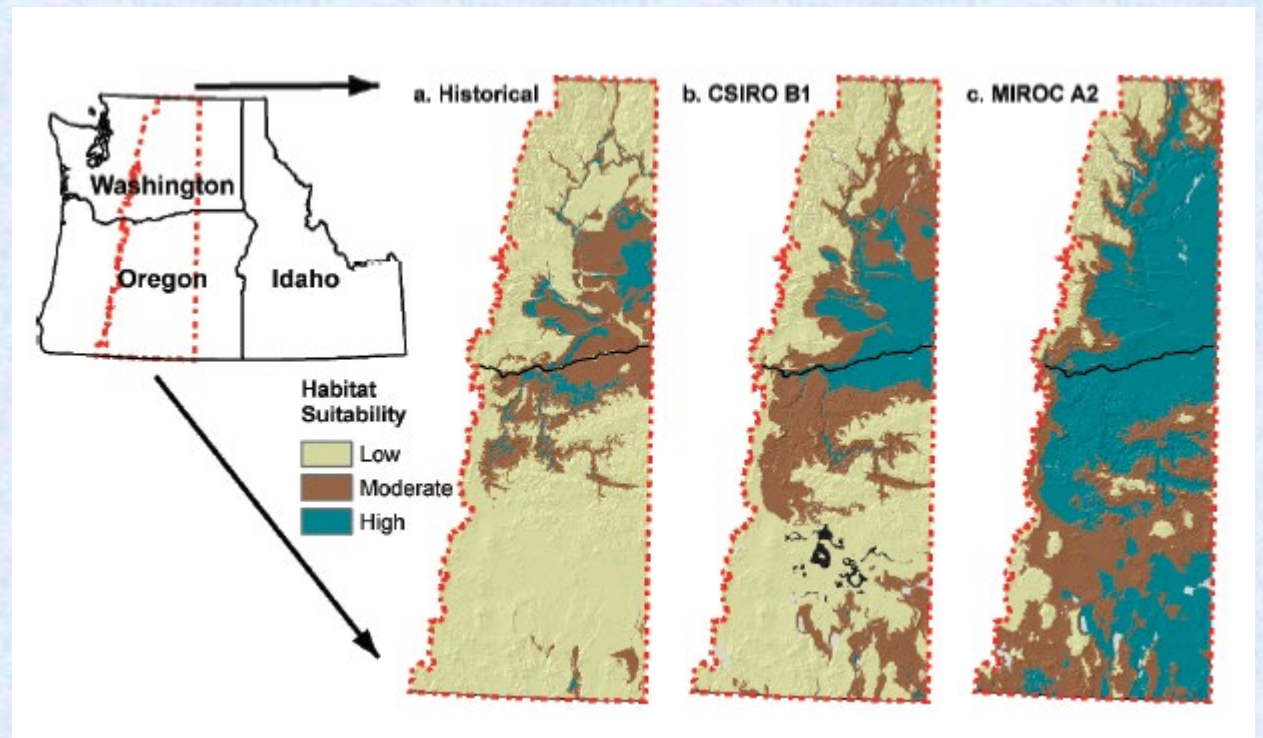 a. Historical
b. CSIRO B1
c. MIROC A2
Washington
Oregon
Idaho
Habitat
Suitability
Low
Moderate
High